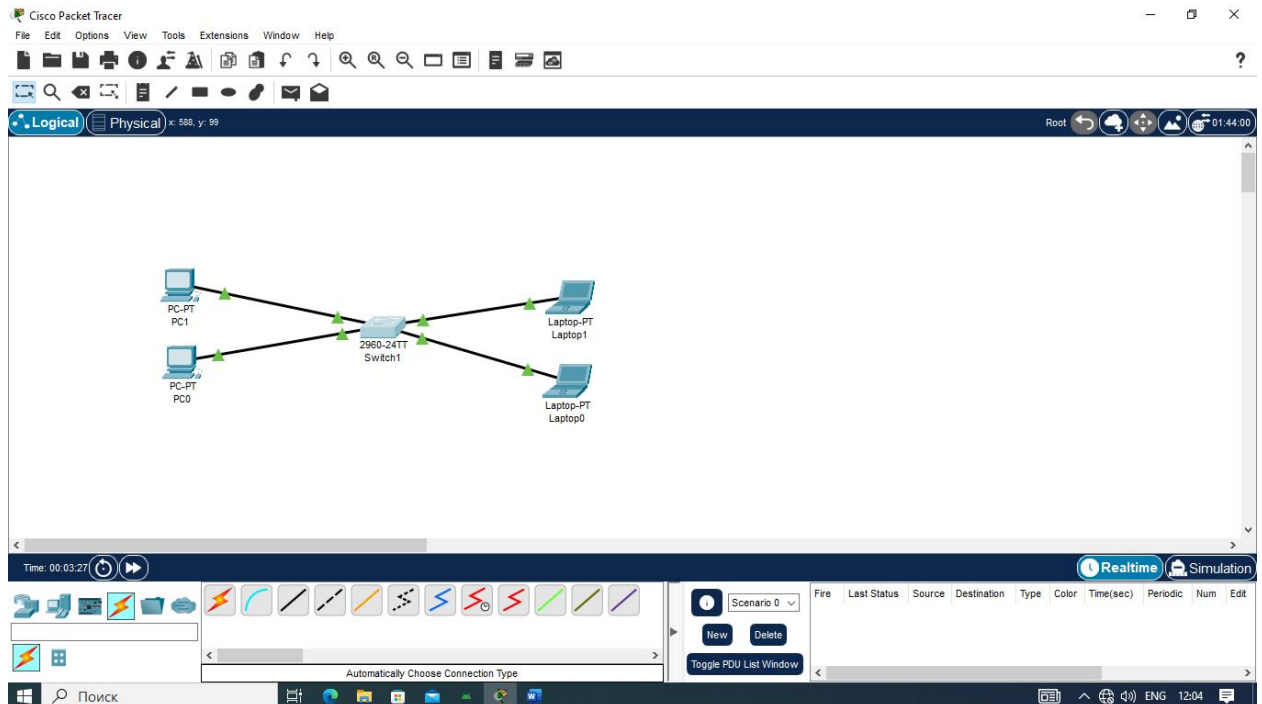 Cisco Packet Tracer
File Edit Options View Tools Extensions Window Help
?
Logical Physical x: 588, y: 99 Root 01:44:00
PC-PT
PC1
Laptop-PT
Laptop1
2960-24TT
Switch1
PC-PT
PC0
Laptop-PT
Laptop0
Time: 00:03:27 Realtime Simulation
Scenario 0 Fire Last Status Source Destination Type Color Time(sec) Periodic Num Edit
New Delete
Toggle PDU List Window
Automatically Choose Connection Type
Поиск ENG 12:04